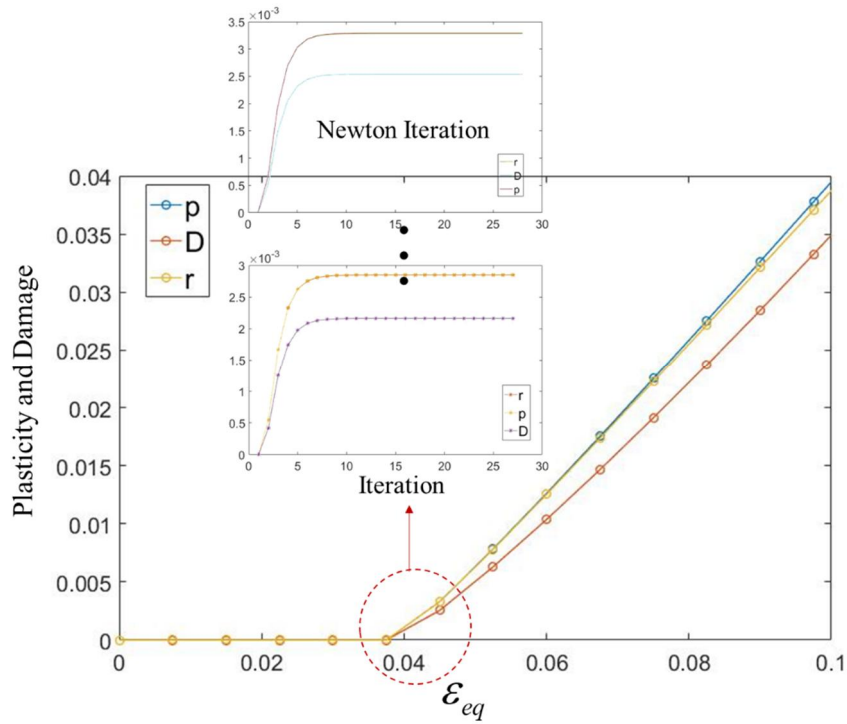 ×10⁻³
3.5
3
2.5
2
1.5
1
0.5
0
Newton Iteration
r
D
p
0 5 10 15 20 25 30
×10⁻³
3
2.5
2
1.5
1
0.5
0
r
p
D
0 5 10 15 20 25 30
Iteration
p
D
r
Plasticity and Damage
0.04
0.035
0.03
0.025
0.02
0.015
0.01
0.005
0
0 0.02 0.04 0.06 0.08 0.1
ε_eq